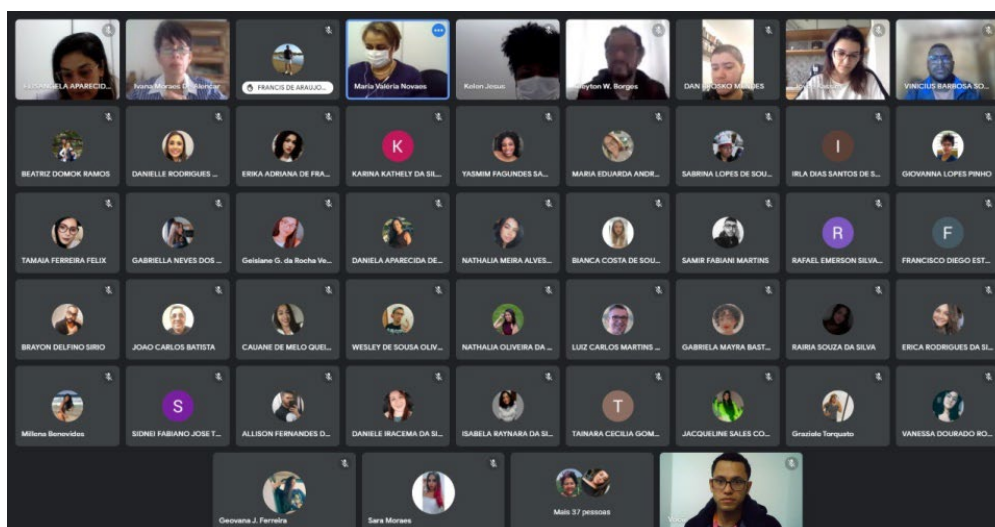 APARECID...
Ivana Moraes De Alencar
FRANCIS DE ARAUJO...
Maria Valéria Novaes
Kelon Jesus
W. Borges
DAN
VINICIUS BARBOSA SO...
BEATRIZ DOMOK RAMOS
DANIELLE RODRIGUES ...
ERIKA ADRIANA DE FRA...
K
KARINA KATHELY DA SIL...
YASMIM FAGUNDES SA...
MARIA EDUARDA ANDR...
SABRINA LOPES DE SOU...
I
IRLA DIAS SANTOS DE S...
GIOVANNA LOPES PINHO
TAMAIA FERREIRA FELIX
GABRIELLA NEVES DOS ...
Geisiane G. da Rocha Ve...
DANIELA APARECIDA DE...
NATHALIA MEIRA ALVES...
BIANCA COSTA DE SOU...
SAMIR FABIANI MARTINS
R
RAFAEL EMERSON SILVA...
F
FRANCISCO DIEGO EST...
BRAYON DELFINO SIRIO
JOAO CARLOS BATISTA
CAUANE DE MELO QUEI...
WESLEY DE SOUSA OLIV...
NATHALIA OLIVEIRA DA ...
LUIZ CARLOS MARTINS ...
GABRIELA MAYRA BAST...
RAIRIA SOUZA DA SILVA
ERICA RODRIGUES DA SI...
Millena Benevides
S
SIDNEI FABIANO JOSE T...
ALLISON FERNANDES D...
DANIELE IRACEMA DA SI...
ISABELA RAYNARA DA SI...
T
TAINARA CECILIA GOM...
JACQUELINE SALES CO...
Graziele Torquato
VANESSA DOURADO RO...
Geovana J. Ferreira
Sara Moraes
Mais 37 pessoas